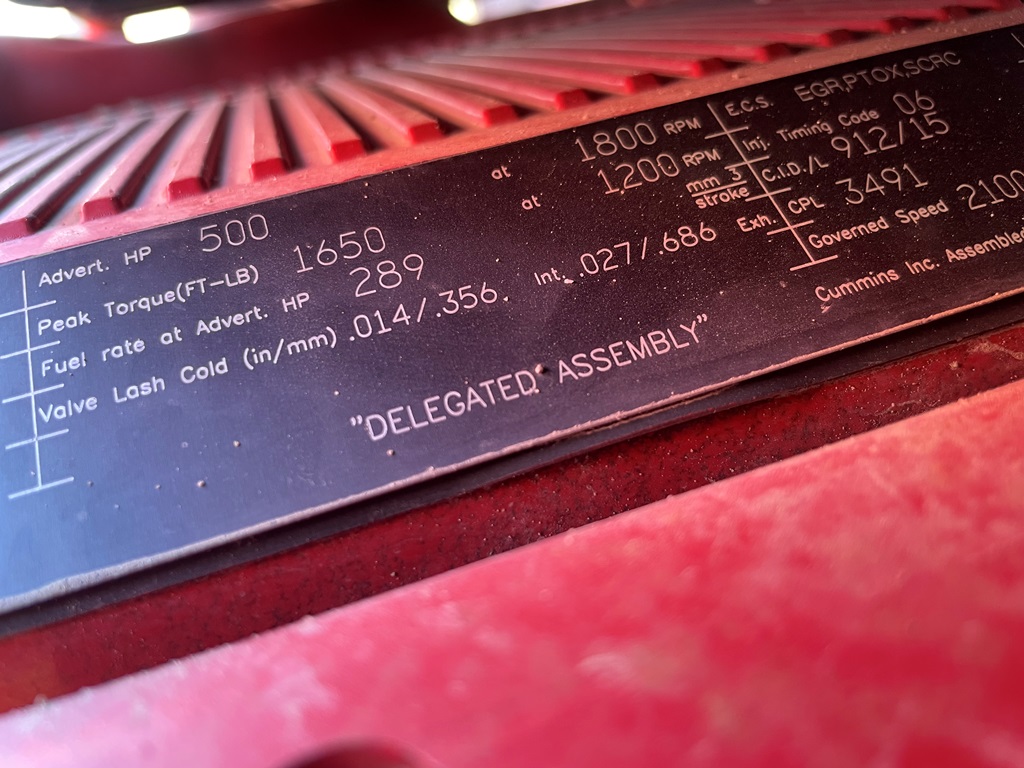 Advert. HP 500 at 1800 RPM
Peak Torque(FT-LB) 1650 at 1200 RPM
Fuel rate at Advert. HP 289 mm 3 stroke
Valve Lash Cold (in/mm) .014/.356. Int. .027/.686 Exh.
"DELEGATED ASSEMBLY"
E.C.S. EGR,PTOX,SCRC
Inj. Timing Code 06
C.I.D./L 912/15
CPL 3491
Governed Speed 2100
Cummins Inc. Assembled